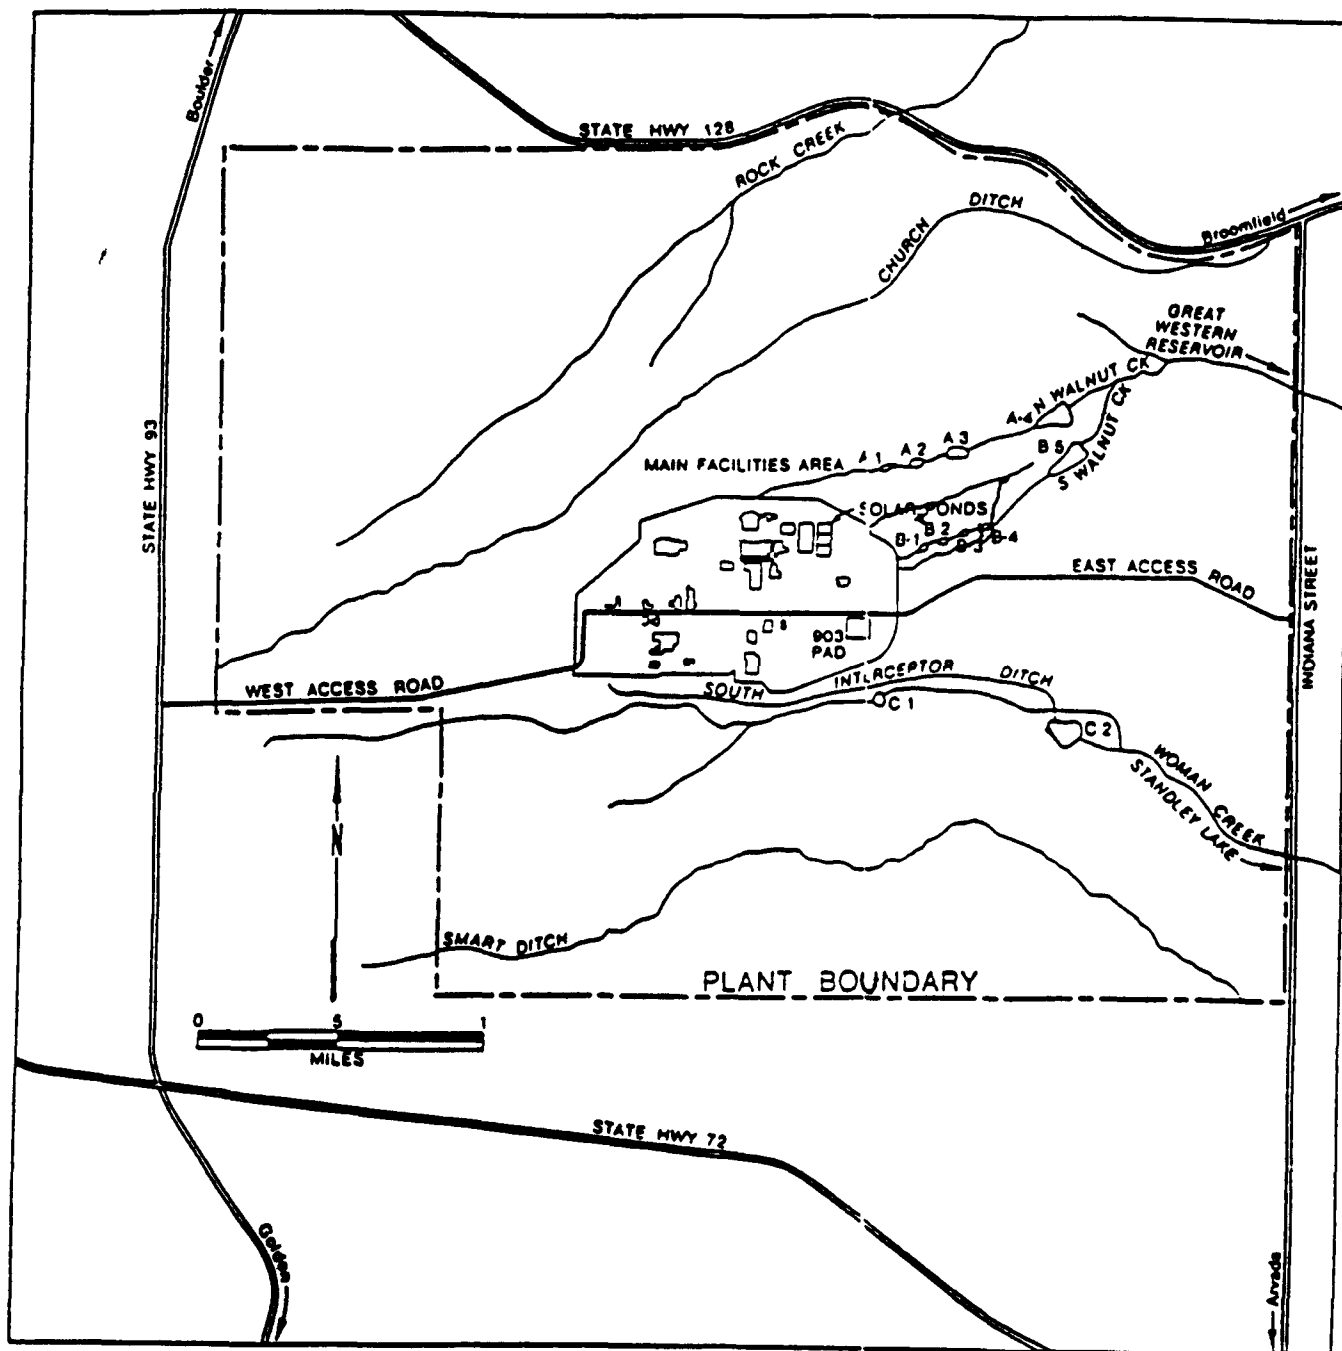 Boulder
STATE HWY 128
ROCK CREEK
CHURCH DITCH
Broomfield
GREAT
WESTERN
RESERVOIR
N WALNUT CK
A-4
A 3
A 2
A 1
MAIN FACILITIES AREA
B 5
S WALNUT CK
STATE HWY 93
SOLAR PONDS
B 2
B-1
B-3
B-4
EAST ACCESS ROAD
INDIANA STREET
903
PAD
WEST ACCESS ROAD
SOUTH INTERCEPTOR DITCH
C 1
C 2
WOMAN CREEK
STANDLEY LAKE
N
SMART DITCH
PLANT BOUNDARY
0 5 1
MILES
STATE HWY 72
Golden
Arvada